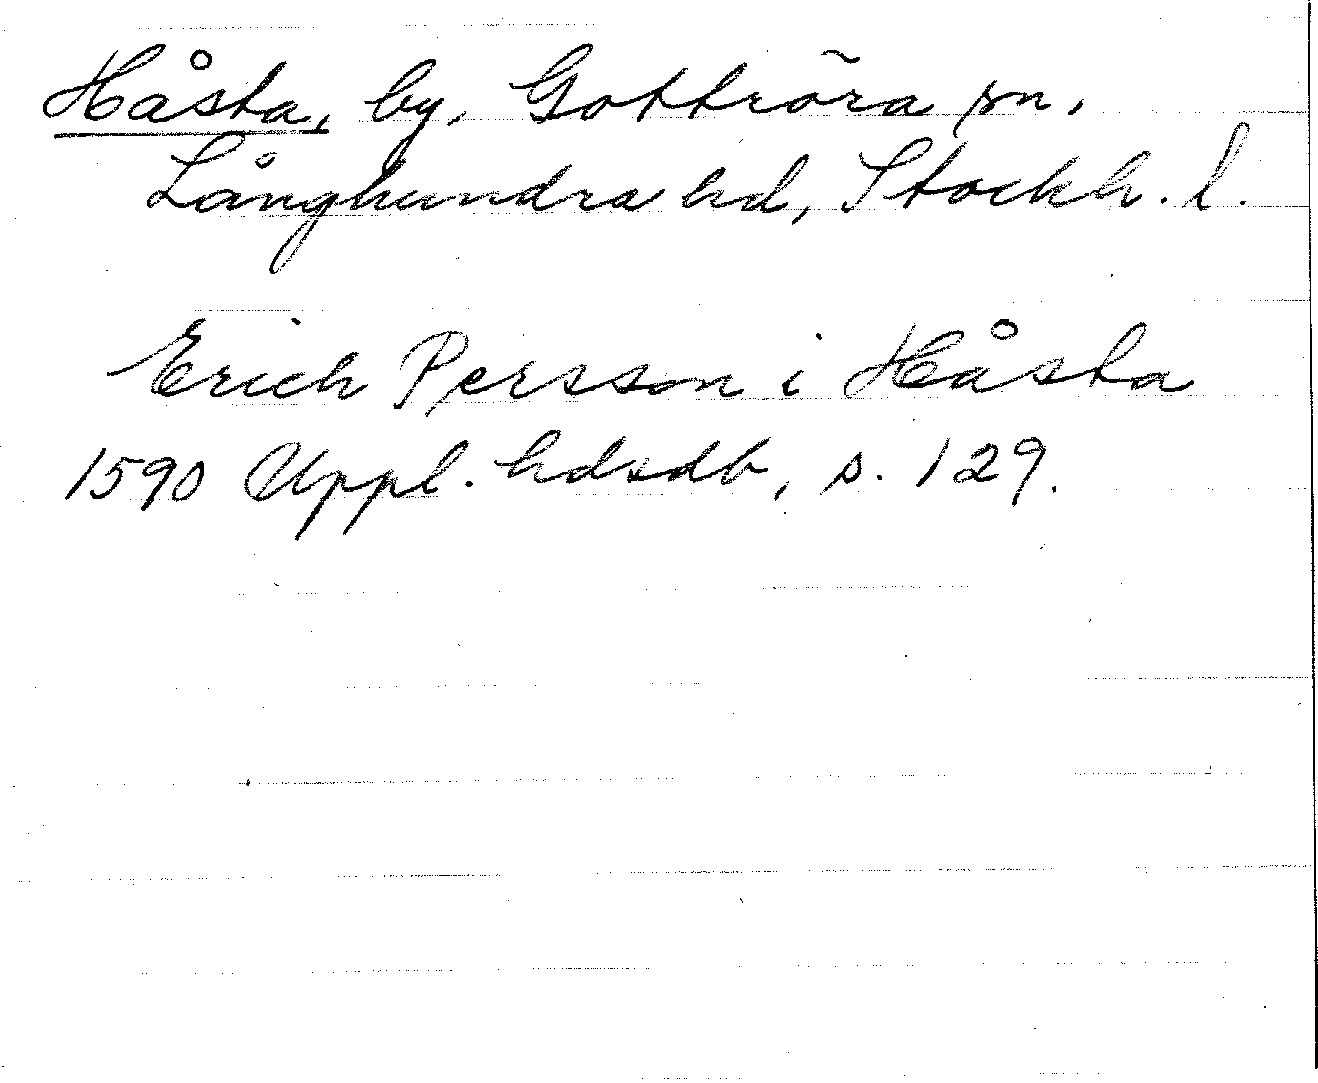 Håsta, by, Gottröra sn.
Långhundra hd, Stockh. l.
Erich Persson i Håsta
1590 Uppl. hdsdb, s. 129.